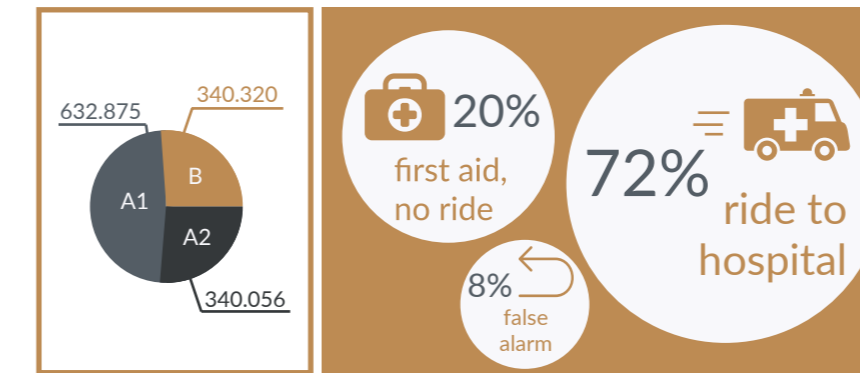 632.875
340.320
B
A1
A2
340.056
20%
first aid,
no ride
72%
ride to
hospital
8%
false
alarm